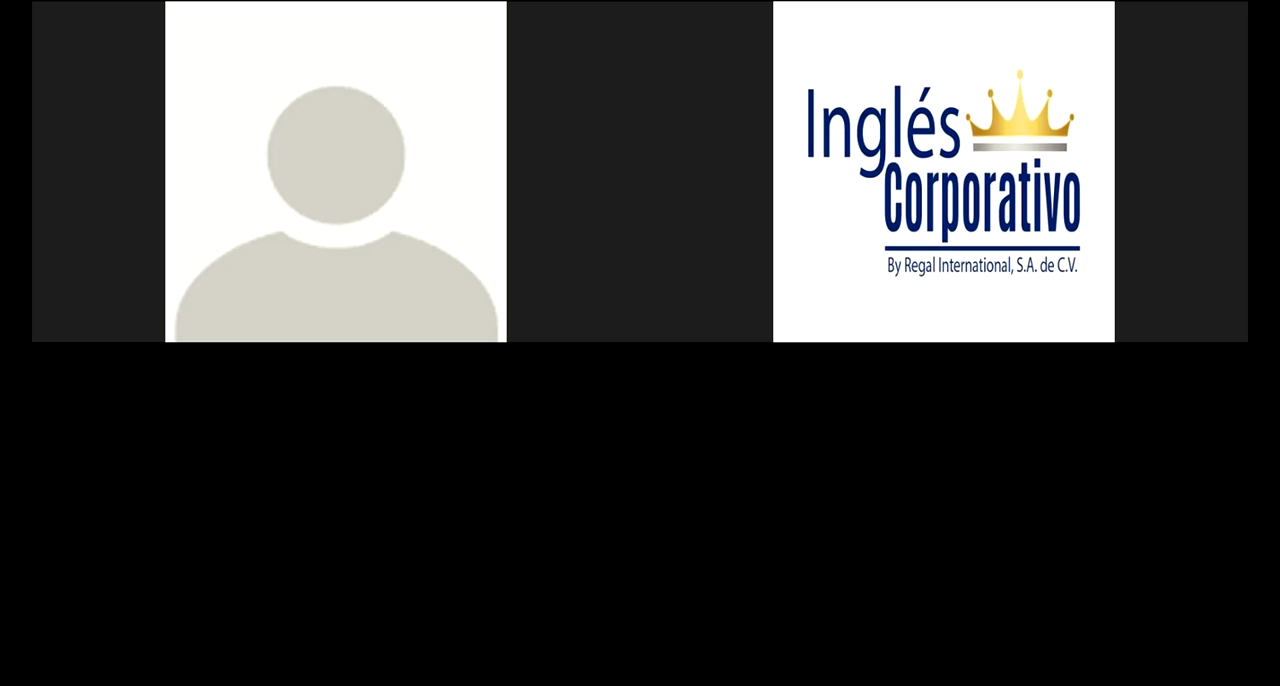 Inglés
Corporativo
By Regal International, S.A. de C.V.